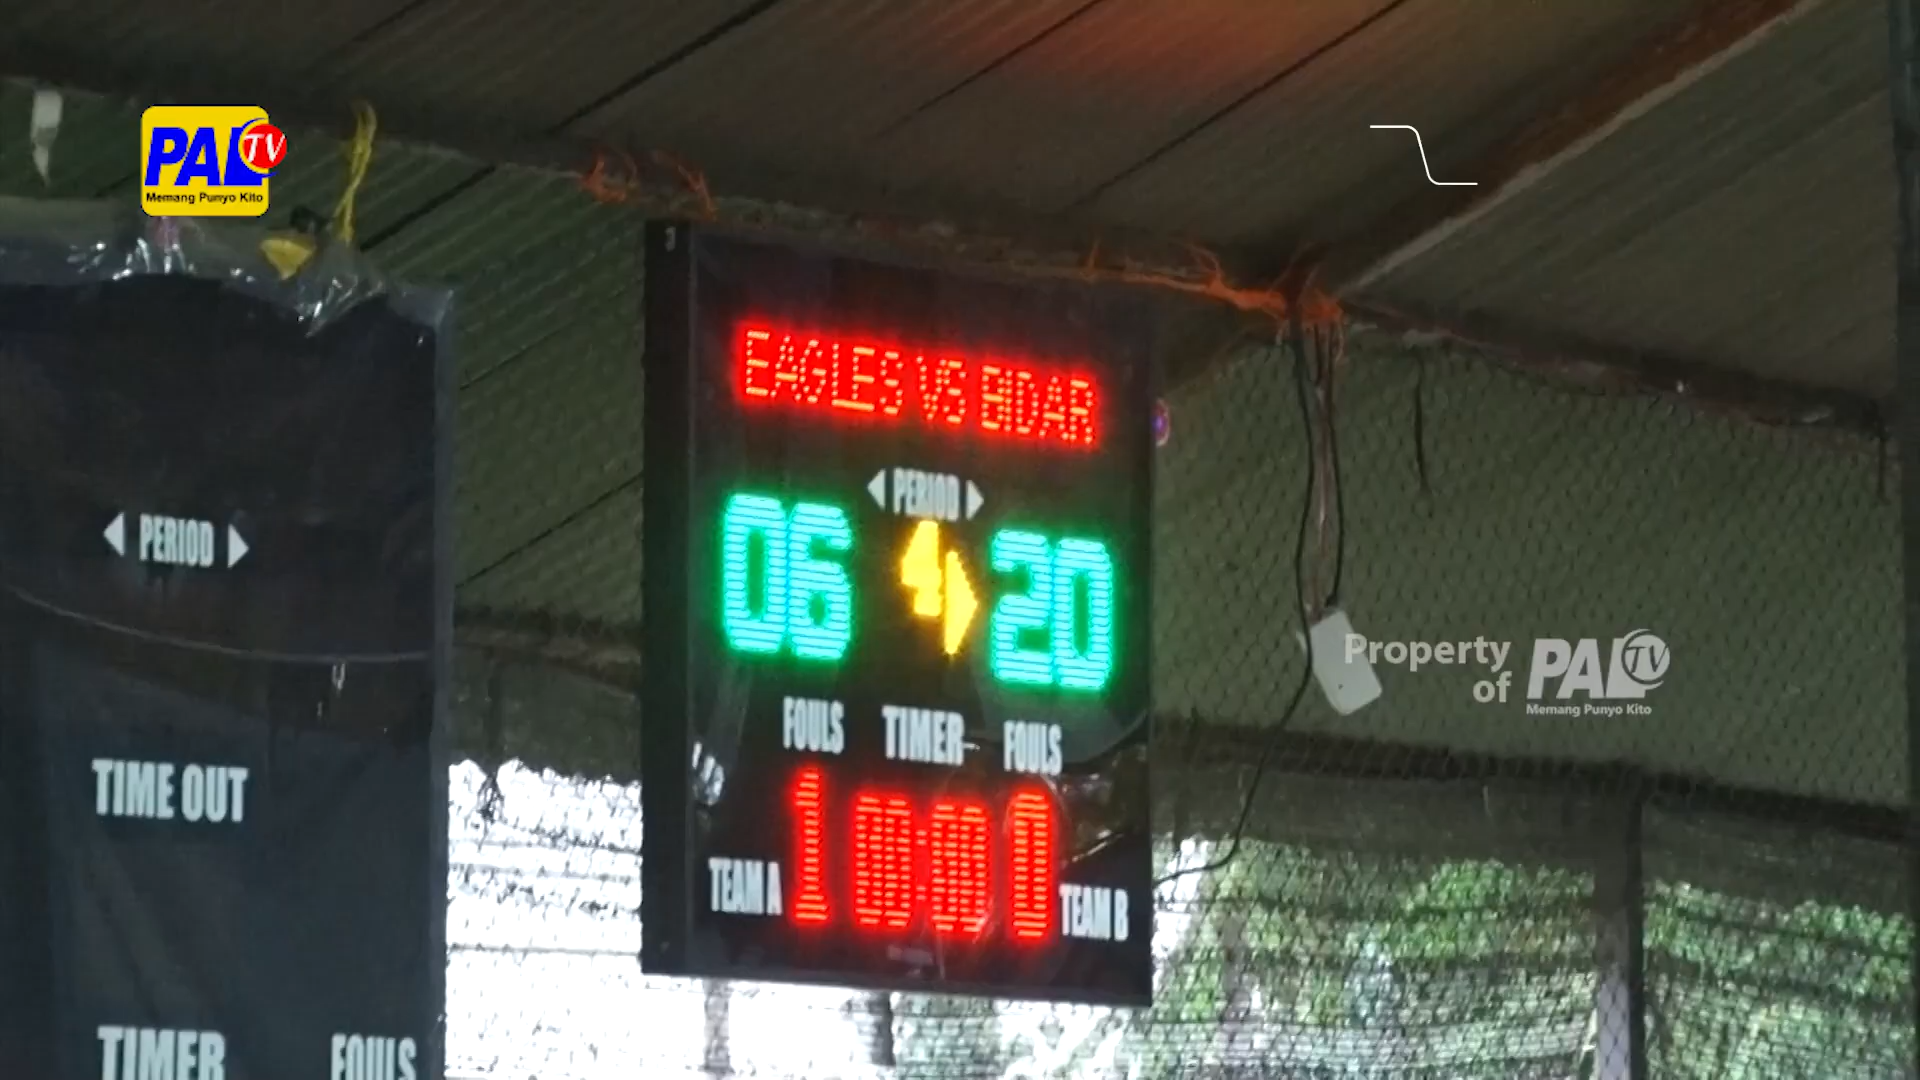 PAL TV
Memang Punyo Kito
EAGLES VS BIDAR
PERIOD
06
4
20
FOULS
TIMER
FOULS
TEAM A
1
00:00
0
TEAM B
PERIOD
TIME OUT
TIMER
FOULS
Property
of
PAL TV
Memang Punyo Kito